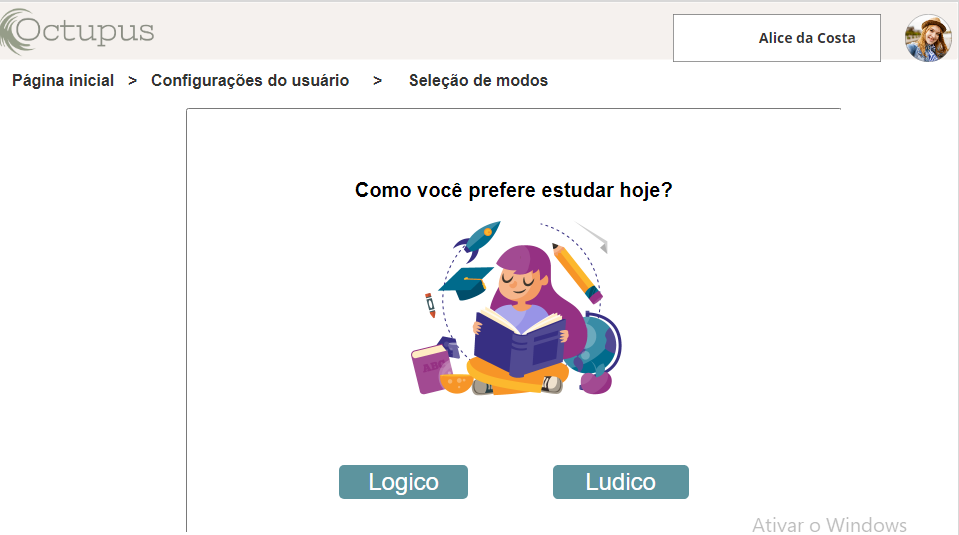 Octupus
Alice da Costa
Página inicial > Configurações do usuário > Seleção de modos
Como você prefere estudar hoje?
ABC
Logico
Ludico
Ativar o Windows